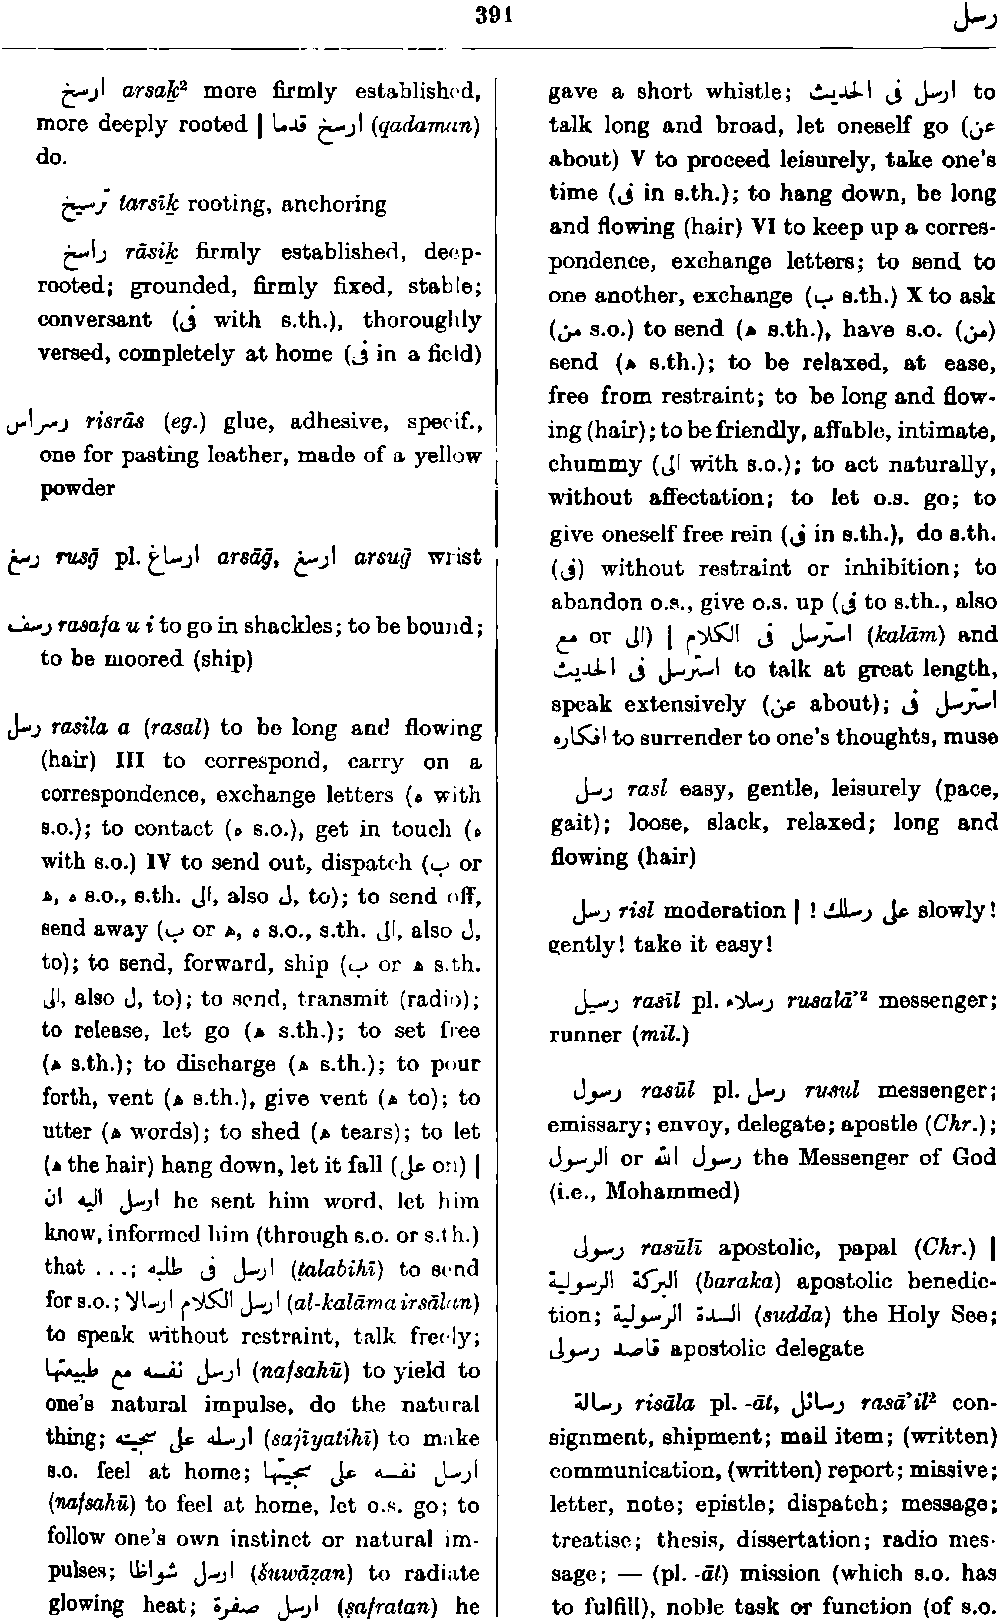 391
رسل
ارسخ arsaḵ² more firmly established,
more deeply rooted | ارسخ قدما (qadaman)
do.
ترسيخ tarsīḵ rooting, anchoring
راسخ rāsiḵ firmly established, deep-
rooted; grounded, firmly fixed, stable;
conversant (فى with s.th.), thoroughly
versed, completely at home (فى in a field)
رسراس risrās (eg.) glue, adhesive, specif.,
one for pasting leather, made of a yellow
powder
رسغ rusḡ pl. ارساغ arsāḡ, ارسغ arsuḡ wrist
رسف rasafa u i to go in shackles; to be bound;
to be moored (ship)
رسل rasila a (rasal) to be long and flowing
(hair) III to correspond, carry on a
correspondence, exchange letters (ه with
s.o.); to contact (ه s.o.), get in touch (ه
with s.o.) IV to send out, dispatch (ب or
ھ, ه s.o., s.th. الى, also ل, to); to send off,
send away (ب or ھ, ه s.o., s.th. الى, also ل,
to); to send, forward, ship (ب or ھ s.th.
الى, also ل, to); to send, transmit (radio);
to release, let go (ھ s.th.); to set free
(ھ s.th.); to discharge (ھ s.th.); to pour
forth, vent (ھ s.th.), give vent (ھ to); to
utter (ھ words); to shed (ھ tears); to let
(ھ the hair) hang down, let it fall (على on) |
ارسل اليه ان he sent him word, let him
know, informed him (through s.o. or s.th.)
that ...; ارسل فى طلبه (ṭalabihī) to send
for s.o.; ارسل الكلام ارسالا (al-kalāma irsālan)
to speak without restraint, talk freely;
ارسل نفسه مع طبيعتها (nafsahū) to yield to
one's natural impulse, do the natural
thing; ارسله على سجيته (sajīyatihī) to make
s.o. feel at home; ارسل نفسه على سجيتها
(nafsahū) to feel at home, let o.s. go; to
follow one's own instinct or natural im-
pulses; ارسل شواظا (šuwāẓan) to radiate
glowing heat; ارسل صفرة (ṣafratan) he
gave a short whistle; ارسل فى الحديث to
talk long and broad, let oneself go (عن
about) V to proceed leisurely, take one's
time (فى in s.th.); to hang down, be long
and flowing (hair) VI to keep up a corres-
pondence, exchange letters; to send to
one another, exchange (ب s.th.) X to ask
(من s.o.) to send (ھ s.th.), have s.o. (من)
send (ھ s.th.); to be relaxed, at ease,
free from restraint; to be long and flow-
ing (hair); to be friendly, affable, intimate,
chummy (الى with s.o.); to act naturally,
without affectation; to let o.s. go; to
give oneself free rein (فى in s.th.), do s.th.
(فى) without restraint or inhibition; to
abandon o.s., give o.s. up (فى to s.th., also
مع or الى) | استرسل فى الكلام (kalām) and
استرسل فى الحديث to talk at great length,
speak extensively (عن about); استرسل فى
افكاره to surrender to one's thoughts, muse
رسل rasl easy, gentle, leisurely (pace,
gait); loose, slack, relaxed; long and
flowing (hair)
رسل risl moderation | على رسلك ! slowly!
gently! take it easy!
رسيل rasīl pl. رسلاء rusalā'² messenger;
runner (mil.)
رسول rasūl pl. رسل rusul messenger;
emissary; envoy, delegate; apostle (Chr.);
الرسول or رسول الله the Messenger of God
(i.e., Mohammed)
رسولى rasūlī apostolic, papal (Chr.) |
البركة الرسولية (baraka) apostolic benedic-
tion; السدة الرسولية (sudda) the Holy See;
قاصد رسولى apostolic delegate
رسالة risāla pl. -āt, رسائل rasā'il² con-
signment, shipment; mail item; (written)
communication, (written) report; missive;
letter, note; epistle; dispatch; message;
treatise; thesis, dissertation; radio mes-
sage; — (pl. -āt) mission (which s.o. has
to fulfill), noble task or function (of s.o.